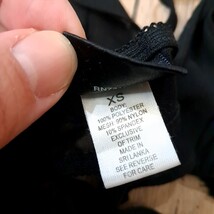 XS
BODY:
100% POLYESTER
MESH: 90% NYLON
10% SPANDEX
EXCLUSIVE
OF TRIM
MADE IN
SRI LANKA
SEE REVERSE
FOR CARE